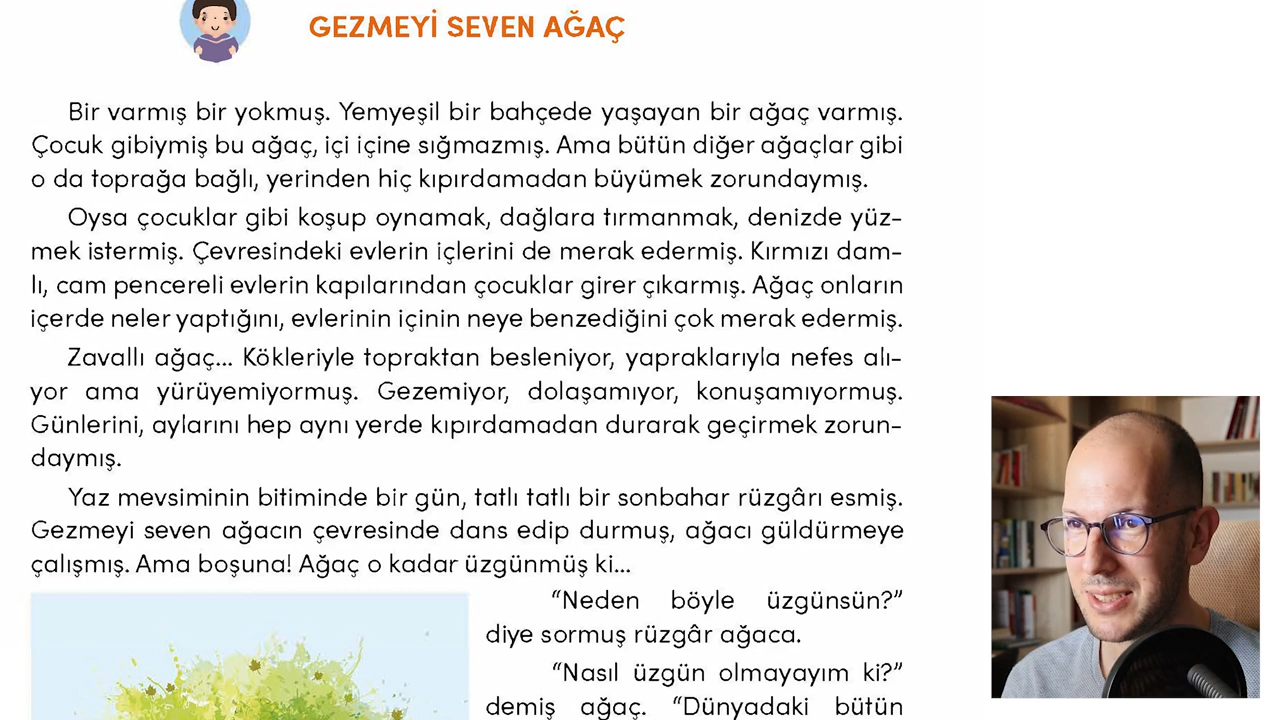 GEZMEYİ SEVEN AĞAÇ
Bir varmış bir yokmuş. Yemyeşil bir bahçede yaşayan bir ağaç varmış.
Çocuk gibiymiş bu ağaç, içi içine sığmazmış. Ama bütün diğer ağaçlar gibi
o da toprağa bağlı, yerinden hiç kıpırdamadan büyümek zorundaymış.
Oysa çocuklar gibi koşup oynamak, dağlara tırmanmak, denizde yüz-
mek istermiş. Çevresindeki evlerin içlerini de merak edermiş. Kırmızı dam-
lı, cam pencereli evlerin kapılarından çocuklar girer çıkarmış. Ağaç onların
içerde neler yaptığını, evlerinin içinin neye benzediğini çok merak edermiş.
Zavallı ağaç... Kökleriyle topraktan besleniyor, yapraklarıyla nefes alı-
yor ama yürüyemiyormuş. Gezemiyor, dolaşamıyor, konuşamıyormuş.
Günlerini, aylarını hep aynı yerde kıpırdamadan durarak geçirmek zorun-
daymış.
Yaz mevsiminin bitiminde bir gün, tatlı tatlı bir sonbahar rüzgârı esmiş.
Gezmeyi seven ağacın çevresinde dans edip durmuş, ağacı güldürmeye
çalışmış. Ama boşuna! Ağaç o kadar üzgünmüş ki...
“Neden böyle üzgünsün?”
diye sormuş rüzgâr ağaca.
“Nasıl üzgün olmayayım ki?”
demiş ağaç. “Dünyadaki bütün